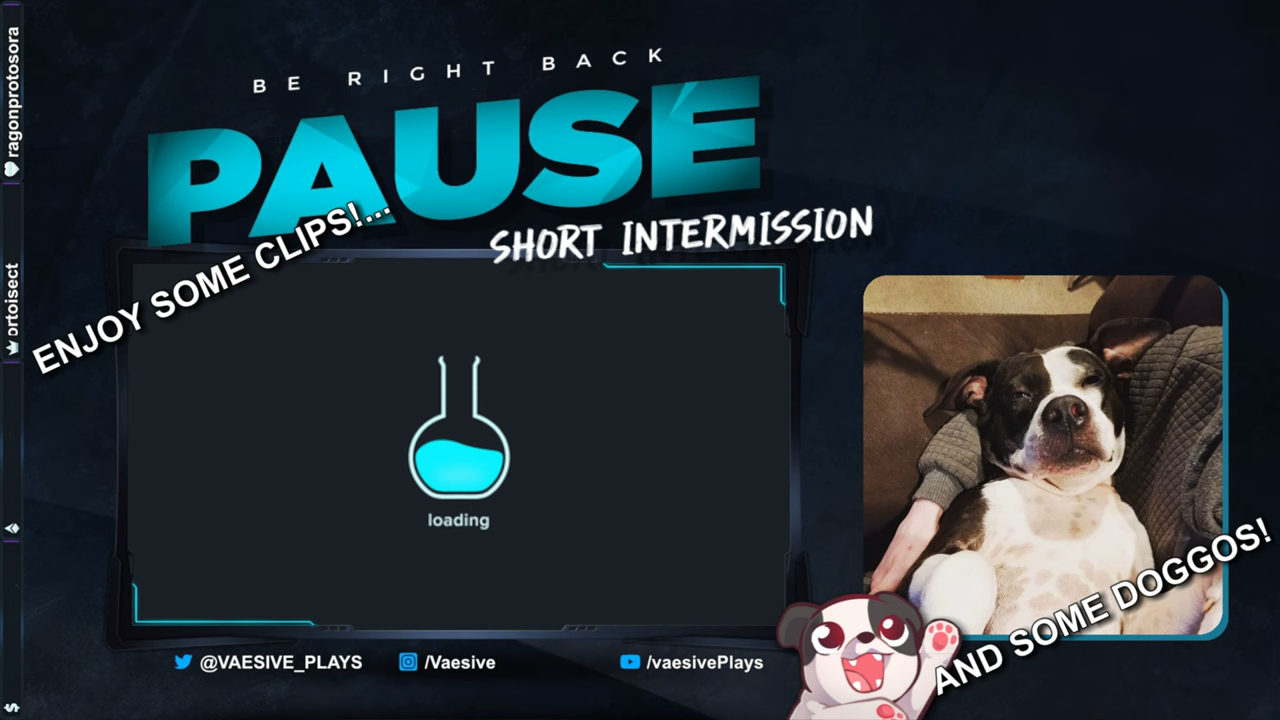 BE RIGHT BACK
PAUSE
SHORT INTERMISSION
ENJOY SOME CLIPS!...
loading
AND SOME DOGGOS!
@VAESIVE_PLAYS
/Vaesive
/vaesivePlays
ragonprotosora
ortoisect